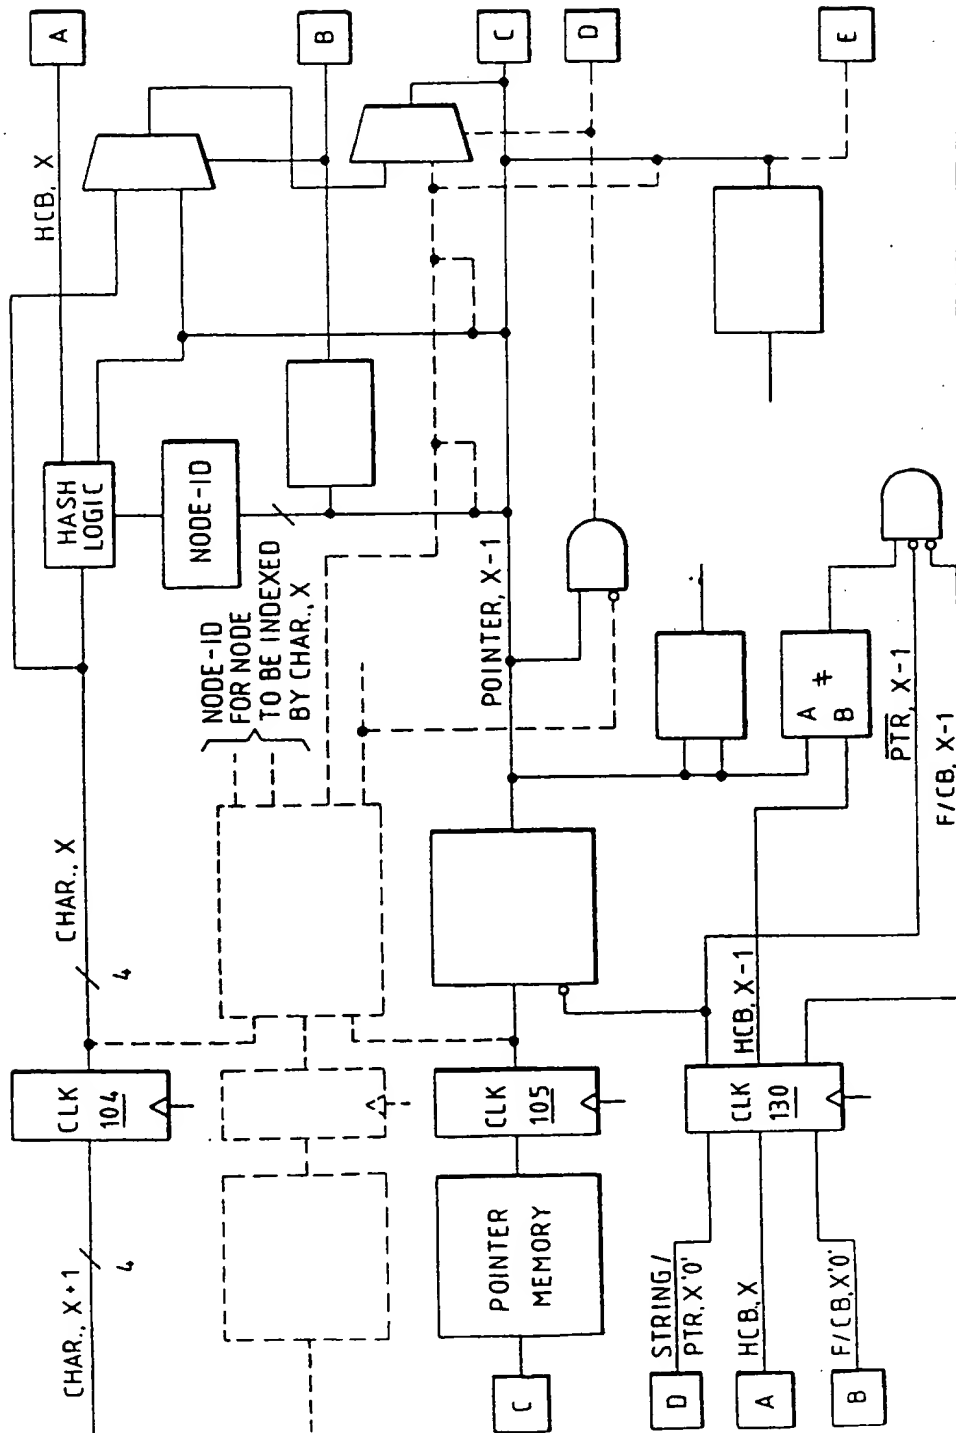 A
B
C
D
E
HCB, X
HASH
LOGIC
NODE-ID
NODE-ID
FOR NODE
TO BE INDEXED
BY CHAR., X
POINTER, X-1
CHAR., X
4
A ≠
B
PTR, X-1
F/CB, X-1
HCB, X-1
CLK
104
CLK
105
CLK
130
CHAR., X+1
4
POINTER
MEMORY
STRING/
PTR, X'0'
HCB, X
F/CB, X'0'
C
D
A
B